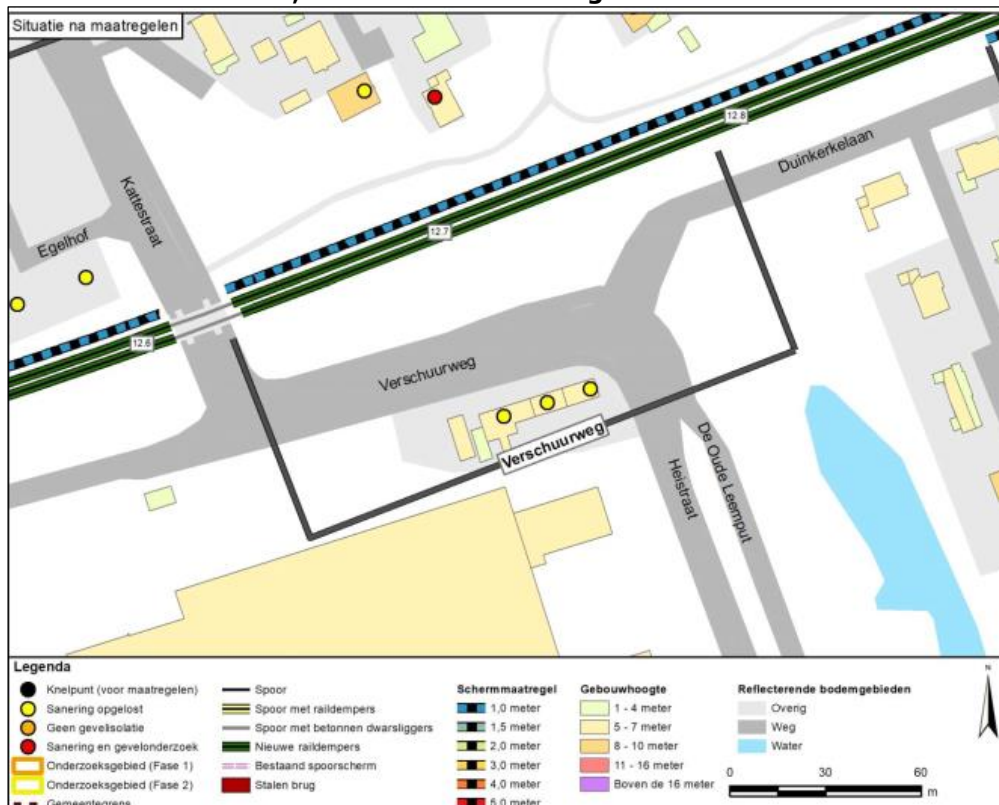 Situatie na maatregelen
12.8
Duinkerkelaan
Kattestraat
12.7
Egelhof
12.6
Verschuurweg
Verschuurweg
Heistraat
De Oude Leemput
Legenda
Knelpunt (voor maatregelen)
Sanering opgelost
Geen gevelisolatie
Sanering en gevelonderzoek
Onderzoeksgebied (Fase 1)
Onderzoeksgebied (Fase 2)
Gemeentegrens
Spoor
Spoor met raildempers
Spoor met betonnen dwarsliggers
Nieuwe raildempers
Bestaand spoorscherm
Stalen brug
Schermmaatregel
1,0 meter
1,5 meter
2,0 meter
3,0 meter
4,0 meter
5,0 meter
Gebouwhoogte
1 - 4 meter
5 - 7 meter
8 - 10 meter
11 - 16 meter
Boven de 16 meter
Reflecterende bodemgebieden
Overig
Weg
Water
N
0 30 60
m